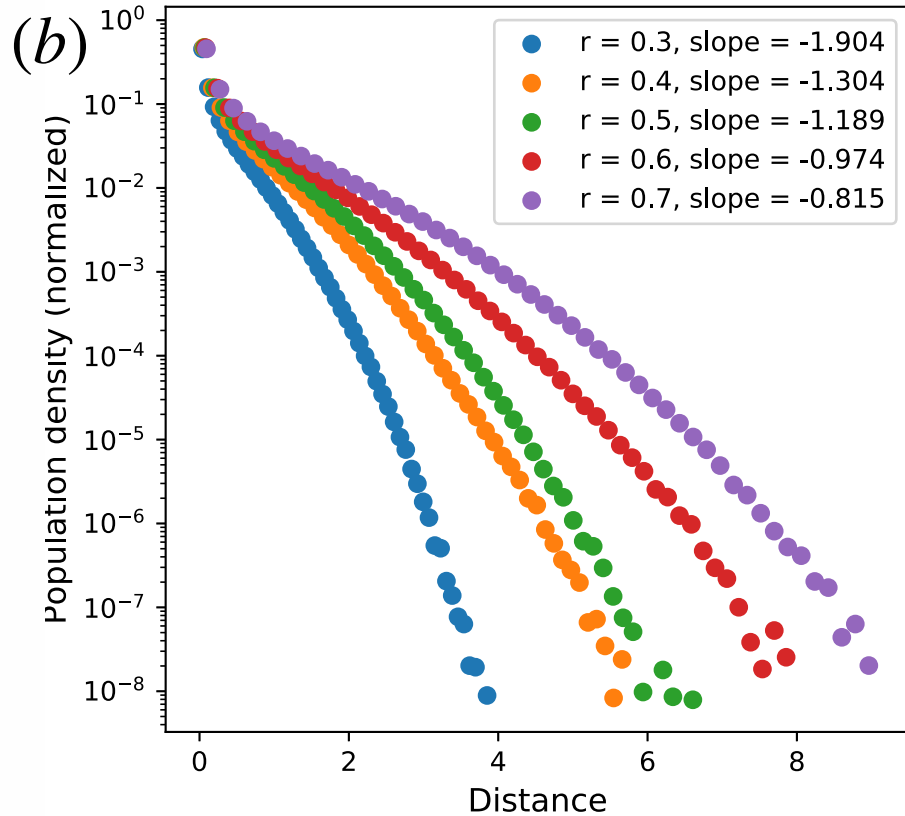 (b)
Population density (normalized)
10⁰
10⁻¹
10⁻²
10⁻³
10⁻⁴
10⁻⁵
10⁻⁶
10⁻⁷
10⁻⁸
r = 0.3, slope = -1.904
r = 0.4, slope = -1.304
r = 0.5, slope = -1.189
r = 0.6, slope = -0.974
r = 0.7, slope = -0.815
0 2 4 6 8
Distance